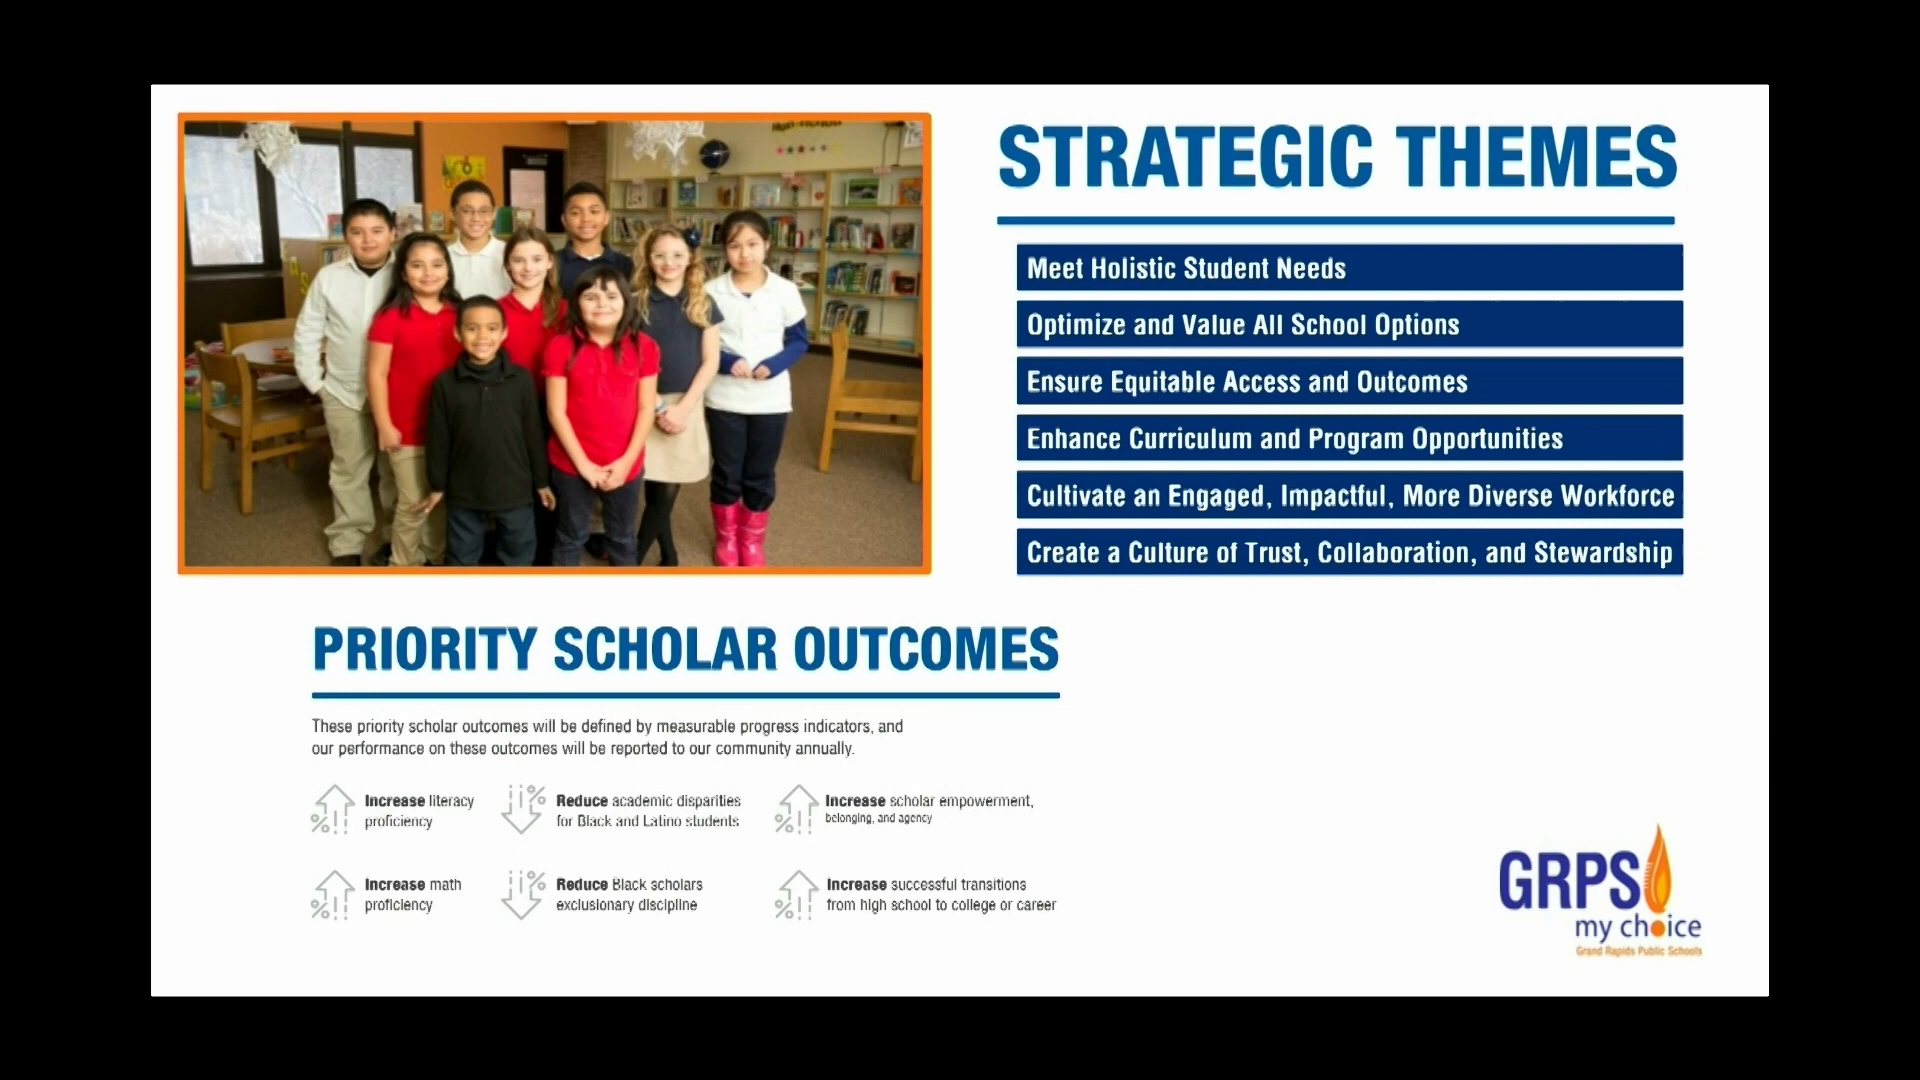 STRATEGIC THEMES
Meet Holistic Student Needs
Optimize and Value All School Options
Ensure Equitable Access and Outcomes
Enhance Curriculum and Program Opportunities
Cultivate an Engaged, Impactful, More Diverse Workforce
Create a Culture of Trust, Collaboration, and Stewardship
PRIORITY SCHOLAR OUTCOMES
These priority scholar outcomes will be defined by measurable progress indicators, and
our performance on these outcomes will be reported to our community annually.
Increase literacy
proficiency
Reduce academic disparities
for Black and Latino students
Increase scholar empowerment,
belonging, and agency
Increase math
proficiency
Reduce Black scholars
exclusionary discipline
Increase successful transitions
from high school to college or career
GRPS
my choice
Grand Rapids Public Schools